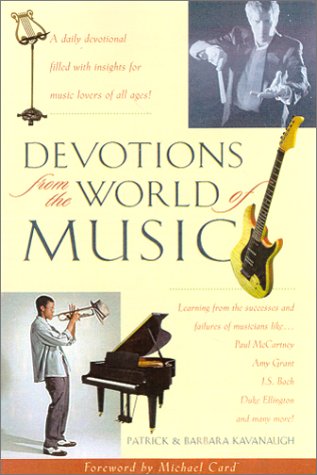 A daily devotional
filled with insights for
music lovers of all ages!
DEVOTIONS
from the WORLD of
MUSIC
Learning from the successes and
failures of musicians like...
Paul McCartney
Amy Grant
J.S. Bach
Duke Ellington
and many more!
PATRICK & BARBARA KAVANAUGH
Foreword by Michael Card